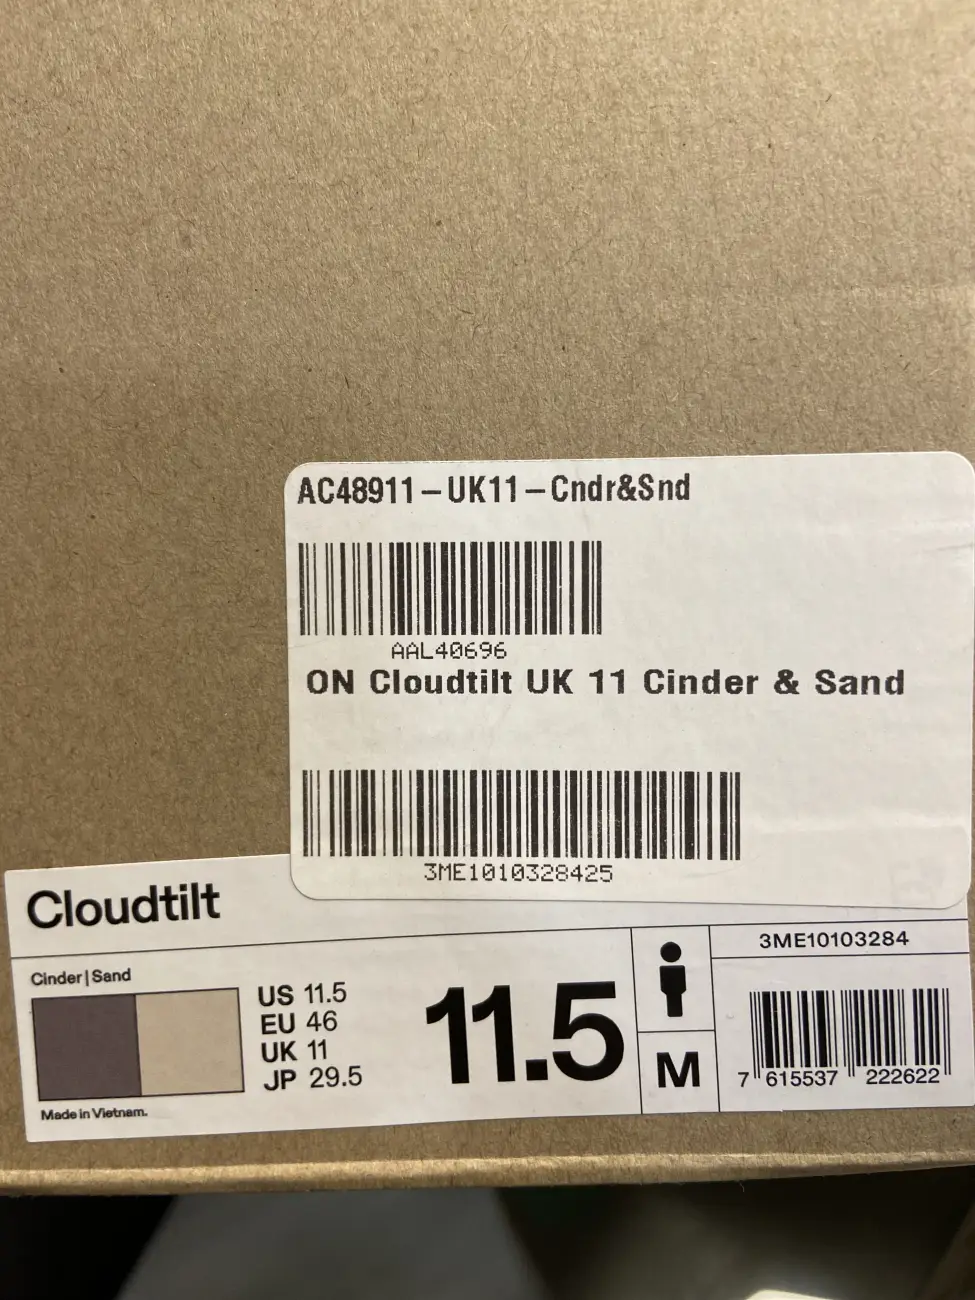 AC48911-UK11-Cndr&Snd
AAL40696
ON Cloudtilt UK 11 Cinder & Sand
3ME1010328425
Cloudtilt
3ME10103284
Cinder|Sand
US 11.5
EU 46
UK 11
JP 29.5
11.5
M
7 615537 222622
Made in Vietnam.